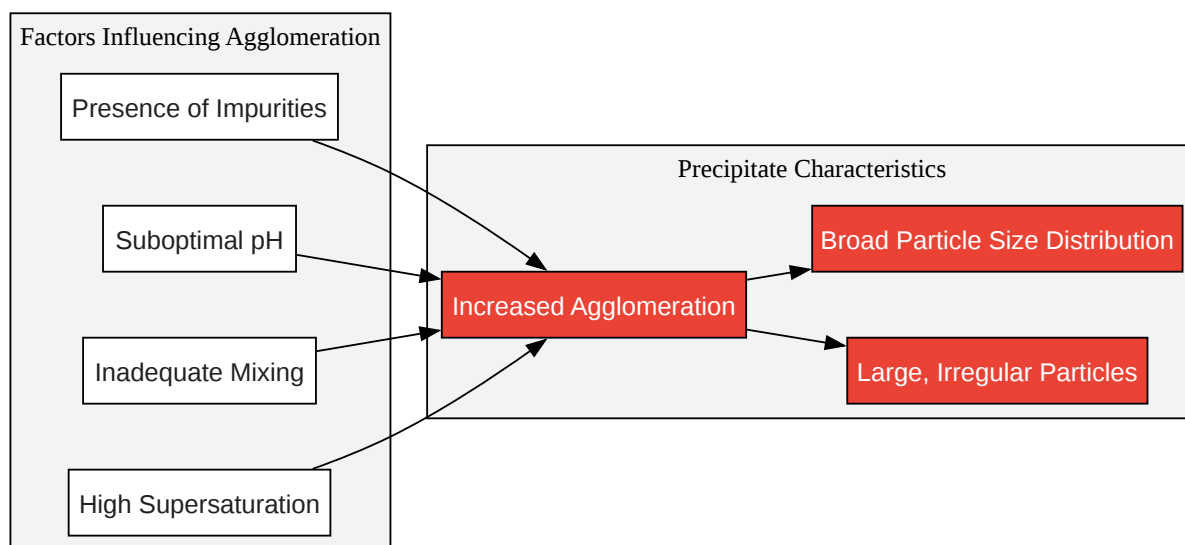 Factors Influencing Agglomeration
Presence of Impurities
Suboptimal pH
Inadequate Mixing
High Supersaturation
Precipitate Characteristics
Increased Agglomeration
Broad Particle Size Distribution
Large, Irregular Particles